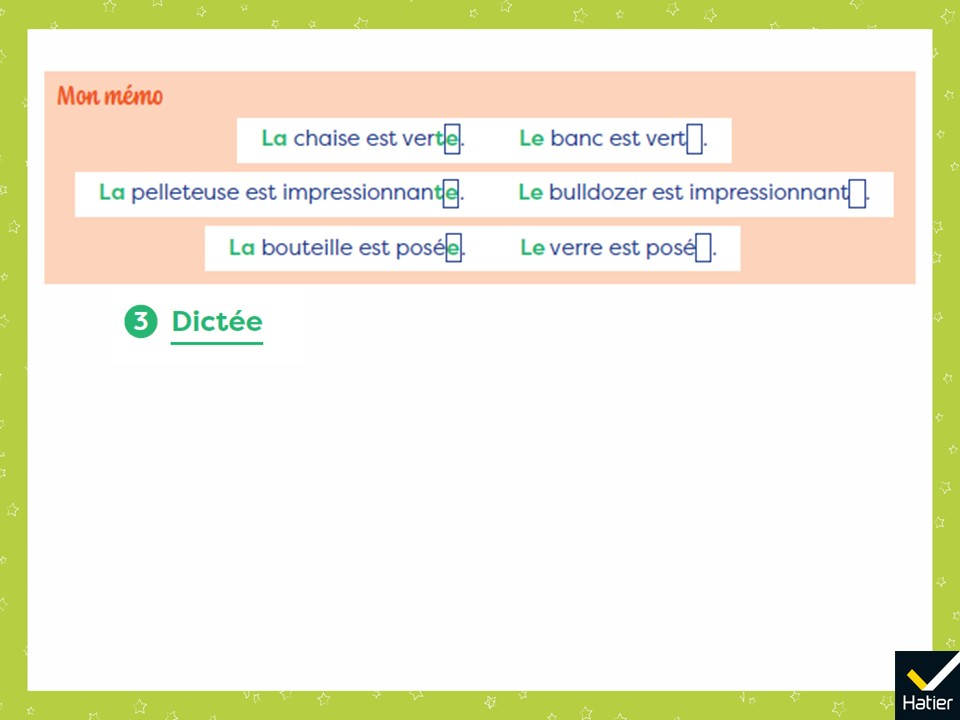 Mon mémo
La chaise est verte. Le banc est vert .
La pelleteuse est impressionnante. Le bulldozer est impressionnant .
La bouteille est posée. Le verre est posé .
3 Dictée
Hatier